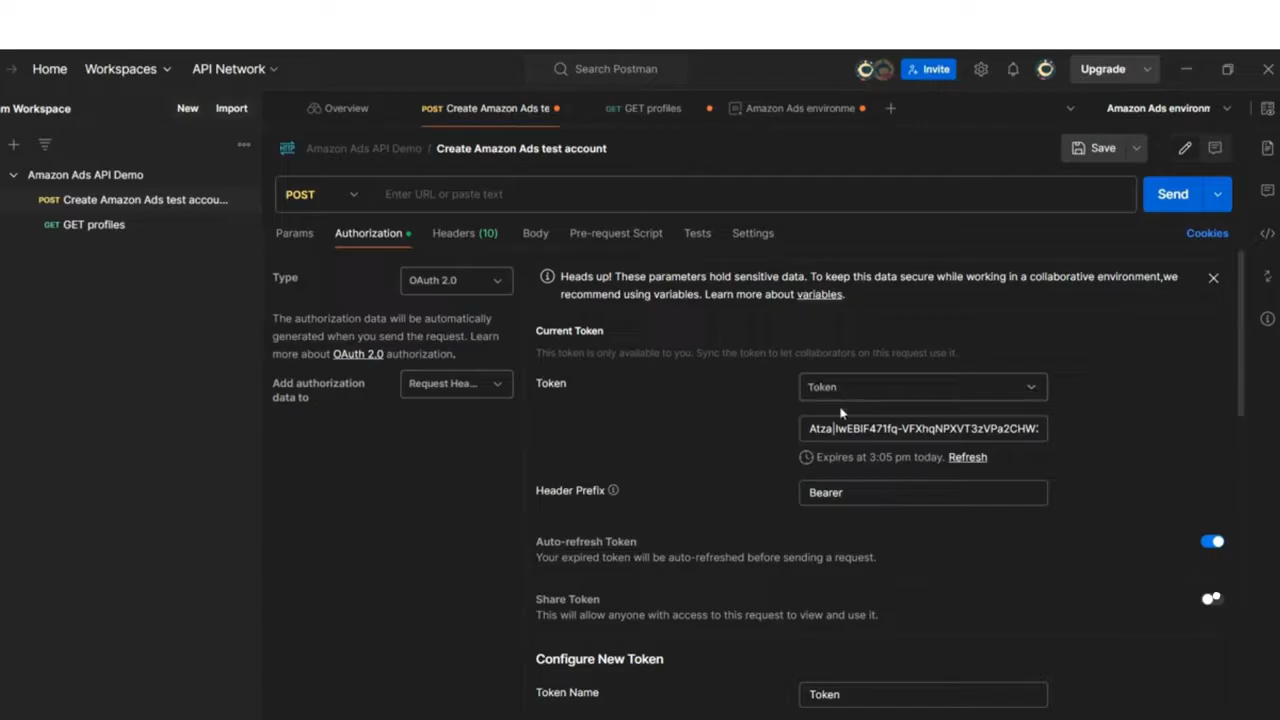 Home
Workspaces
API Network
Search Postman
Invite
Upgrade
m Workspace
New
Import
Overview
POST Create Amazon Ads te
GET GET profiles
Amazon Ads environme
Amazon Ads environm
HTTP
Amazon Ads API Demo / Create Amazon Ads test account
Save
Amazon Ads API Demo
POST Create Amazon Ads test accou...
GET GET profiles
POST
Enter URL or paste text
Send
Params
Authorization
Headers (10)
Body
Pre-request Script
Tests
Settings
Cookies
Type
OAuth 2.0
The authorization data will be automatically
generated when you send the request. Learn
more about OAuth 2.0 authorization.
Add authorization
data to
Request Hea...
Heads up! These parameters hold sensitive data. To keep this data secure while working in a collaborative environment,we
recommend using variables. Learn more about variables.
Current Token
This token is only available to you. Sync the token to let collaborators on this request use it.
Token
Token
Expires at 3:05 pm today. Refresh
Header Prefix
Bearer
Auto-refresh Token
Your expired token will be auto-refreshed before sending a request.
Share Token
This will allow anyone with access to this request to view and use it.
Configure New Token
Token Name
Token